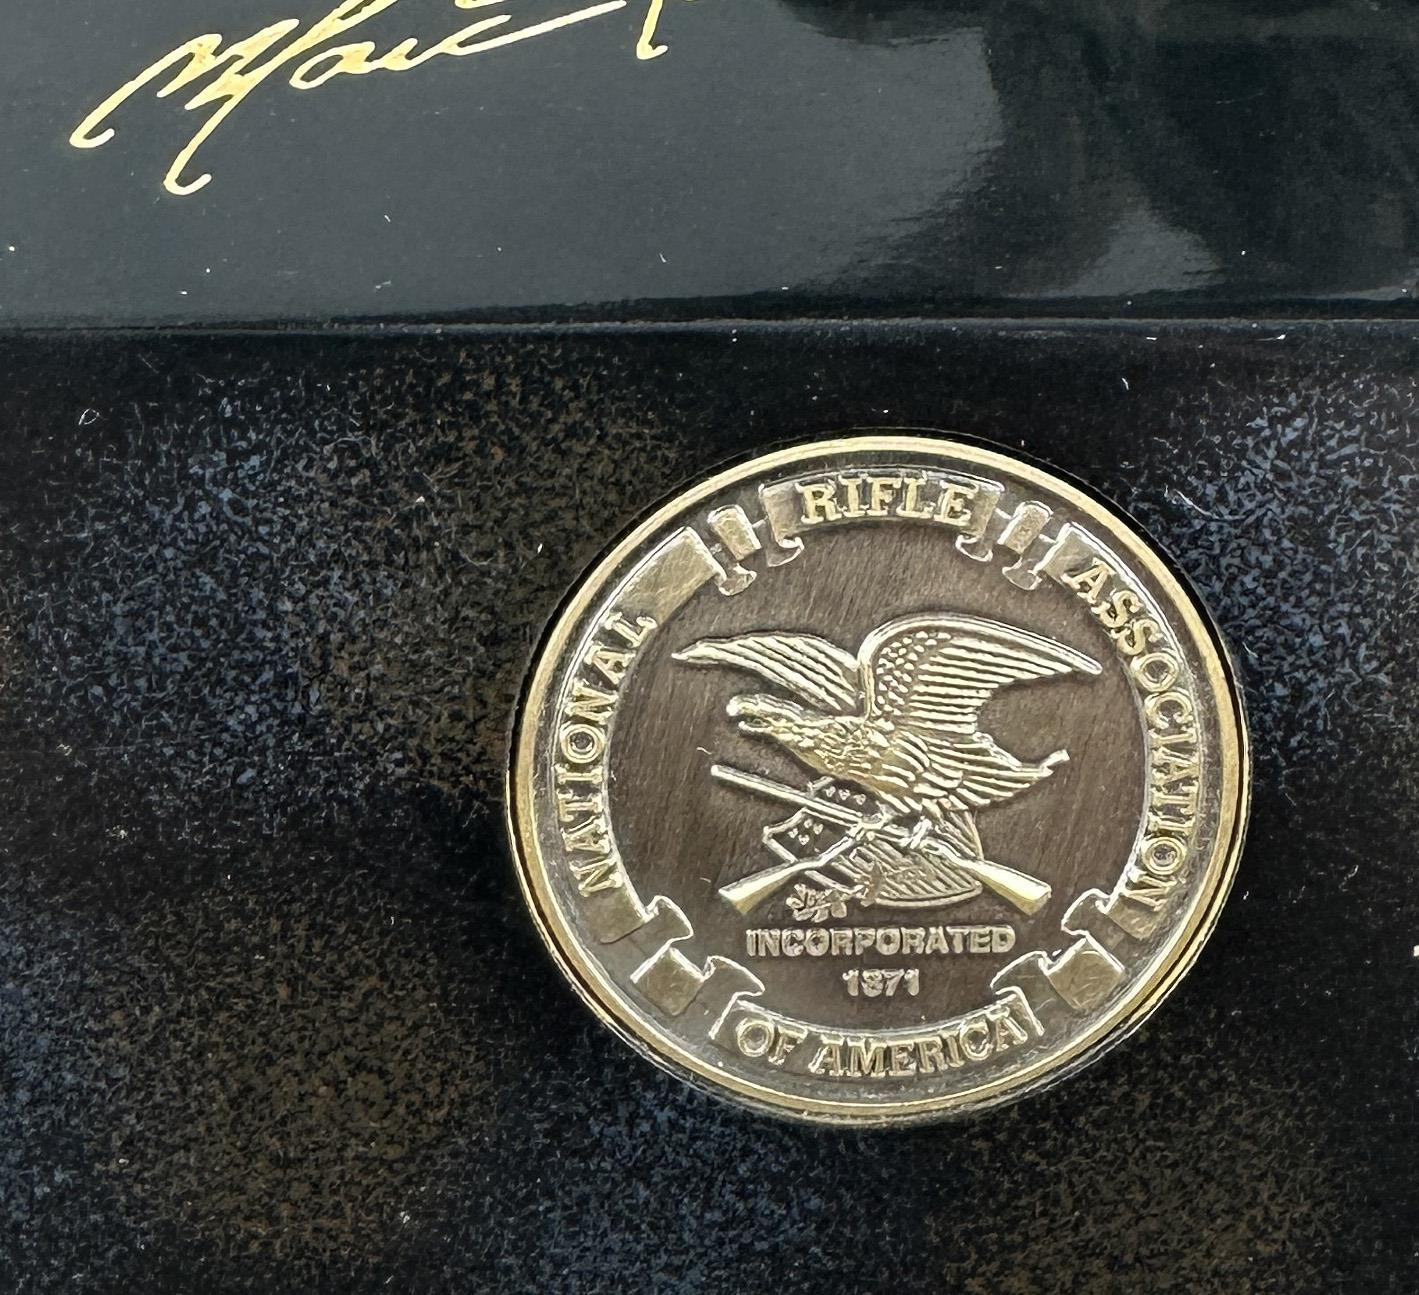 NATIONAL RIFLE ASSOCIATION
INCORPORATED
1871
OF AMERICA